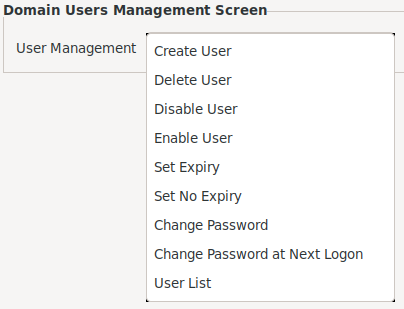 Domain Users Management Screen
User Management
Create User
Delete User
Disable User
Enable User
Set Expiry
Set No Expiry
Change Password
Change Password at Next Logon
User List